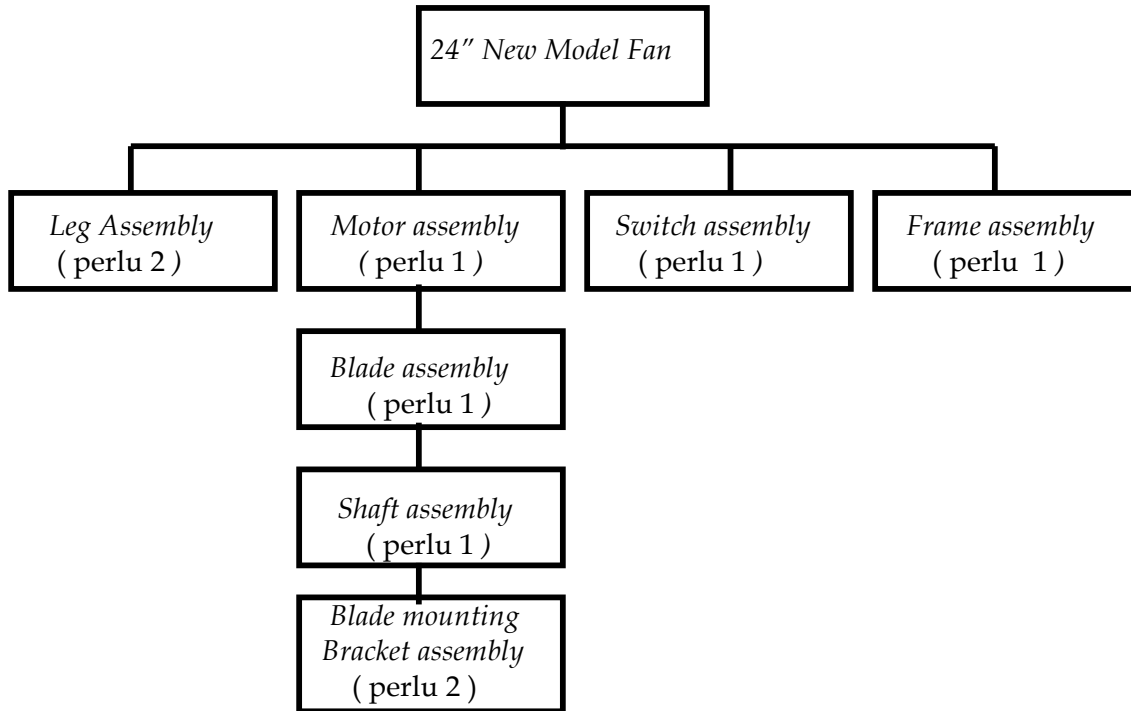 24” New Model Fan
Leg Assembly
( perlu 2 )
Motor assembly
( perlu 1 )
Switch assembly
( perlu 1 )
Frame assembly
( perlu 1 )
Blade assembly
( perlu 1 )
Shaft assembly
( perlu 1 )
Blade mounting
Bracket assembly
( perlu 2 )